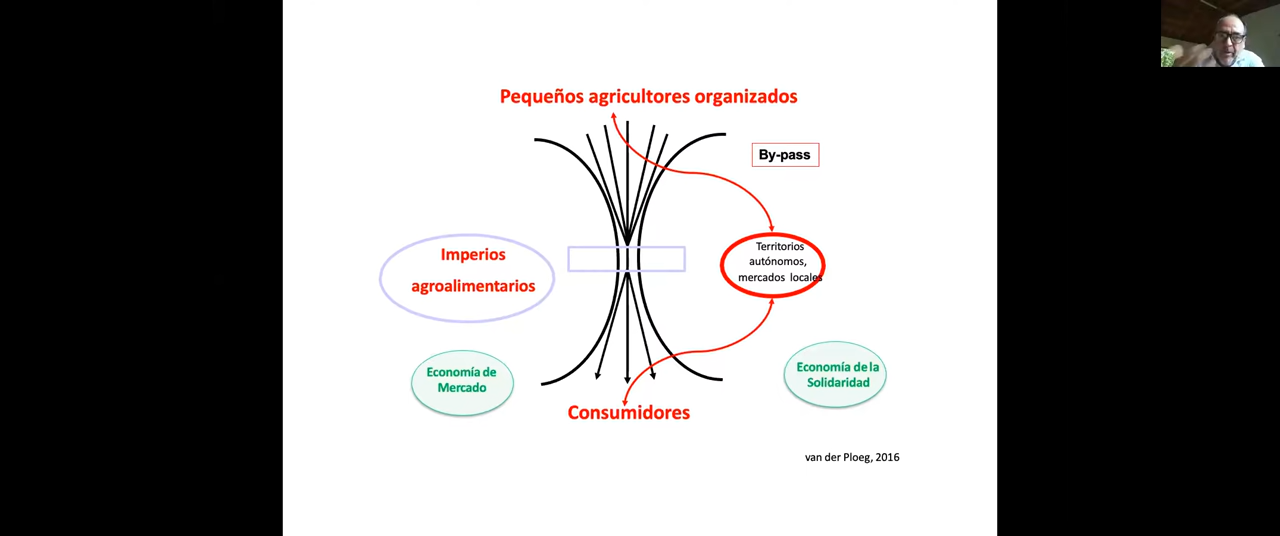 Pequeños agricultores organizados
By-pass
Imperios
agroalimentarios
Territorios
autónomos,
mercados locales
Economía de
Mercado
Economía de la
Solidaridad
Consumidores
van der Ploeg, 2016